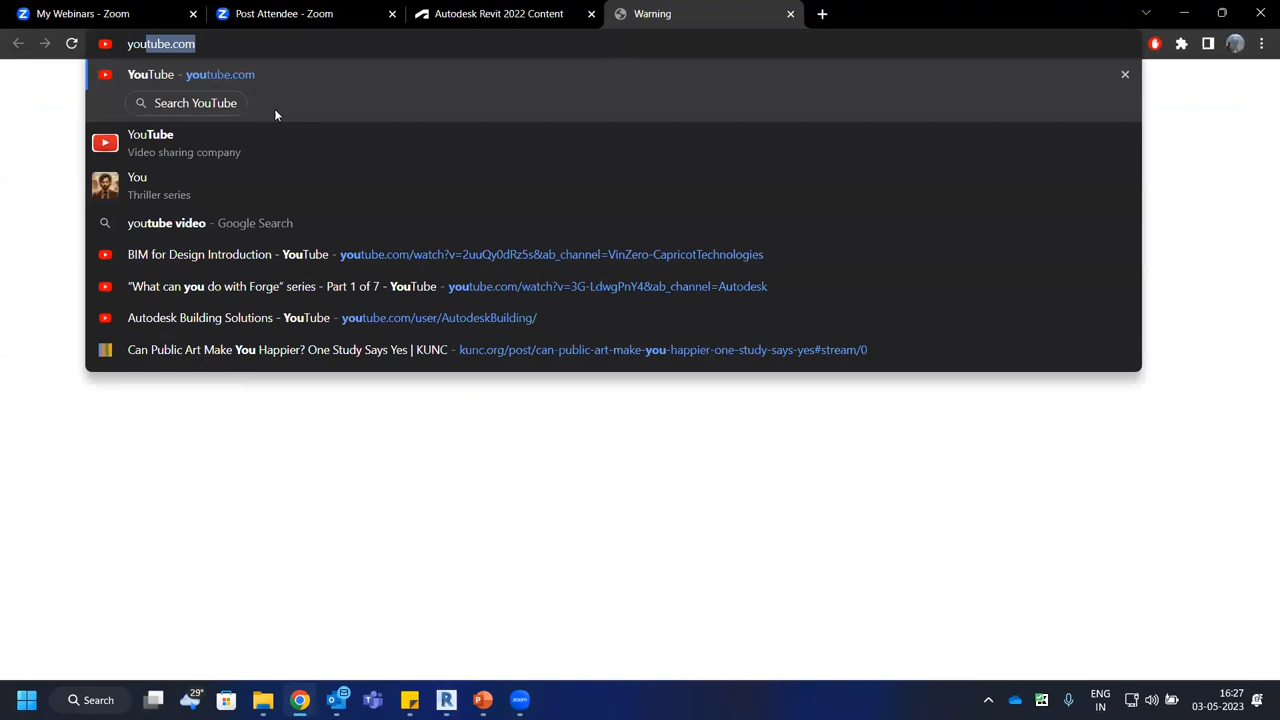 My Webinars - Zoom
Post Attendee - Zoom
Autodesk Revit 2022 Content
Warning
youtube.com
YouTube - youtube.com
Search YouTube
YouTube
Video sharing company
You
Thriller series
youtube video - Google Search
BIM for Design Introduction - YouTube - youtube.com/watch?v=2uuQy0dRz5s&ab_channel=VinZero-CapricotTechnologies
“What can you do with Forge” series - Part 1 of 7 - YouTube - youtube.com/watch?v=3G-LdwgPnY4&ab_channel=Autodesk
Autodesk Building Solutions - YouTube - youtube.com/user/AutodeskBuilding/
Can Public Art Make You Happier? One Study Says Yes | KUNC - kunc.org/post/can-public-art-make-you-happier-one-study-says-yes#stream/0
Search
29°
R
zoom
ENG
IN
16:27
03-05-2023